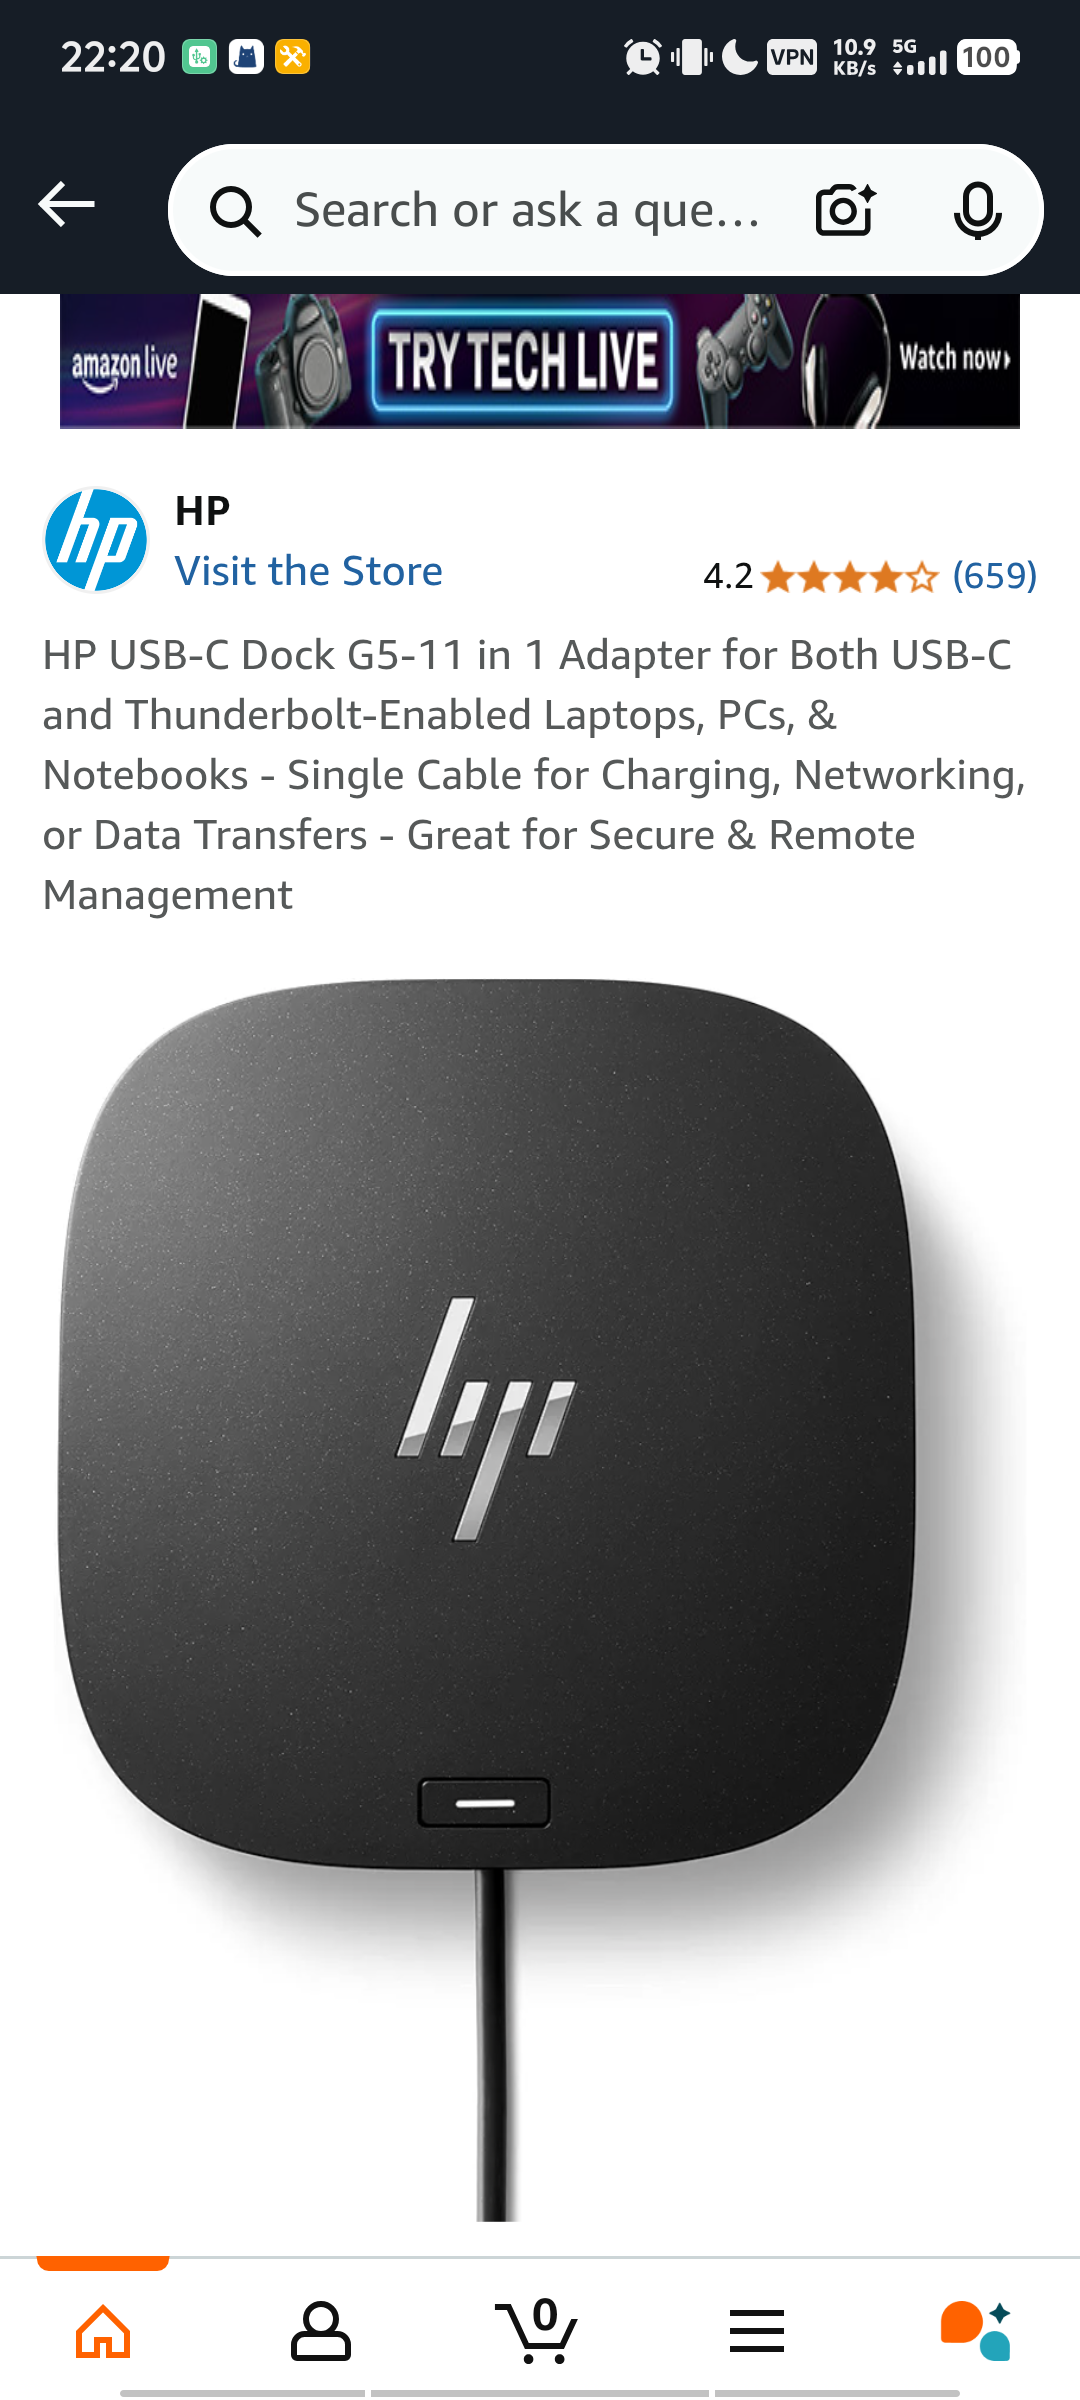 22:20
VPN
10.9
KB/s
5G
100
Search or ask a que...
amazon live
TRY TECH LIVE
Watch now
hp
HP
Visit the Store
4.2
(659)
HP USB-C Dock G5-11 in 1 Adapter for Both USB-C
and Thunderbolt-Enabled Laptops, PCs, &
Notebooks - Single Cable for Charging, Networking,
or Data Transfers - Great for Secure & Remote
Management
hp
0